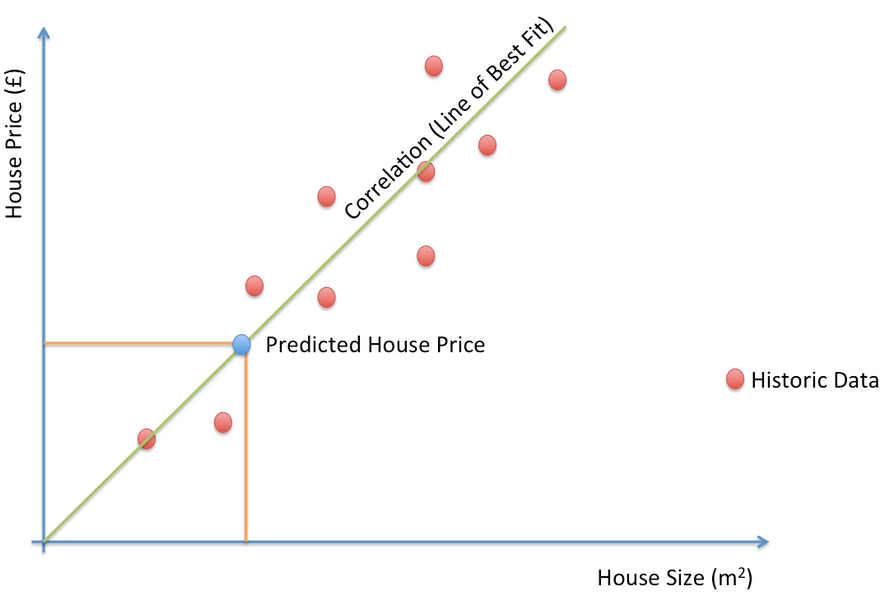 House Price (£)
Correlation (Line of Best Fit)
Predicted House Price
Historic Data
House Size (m²)